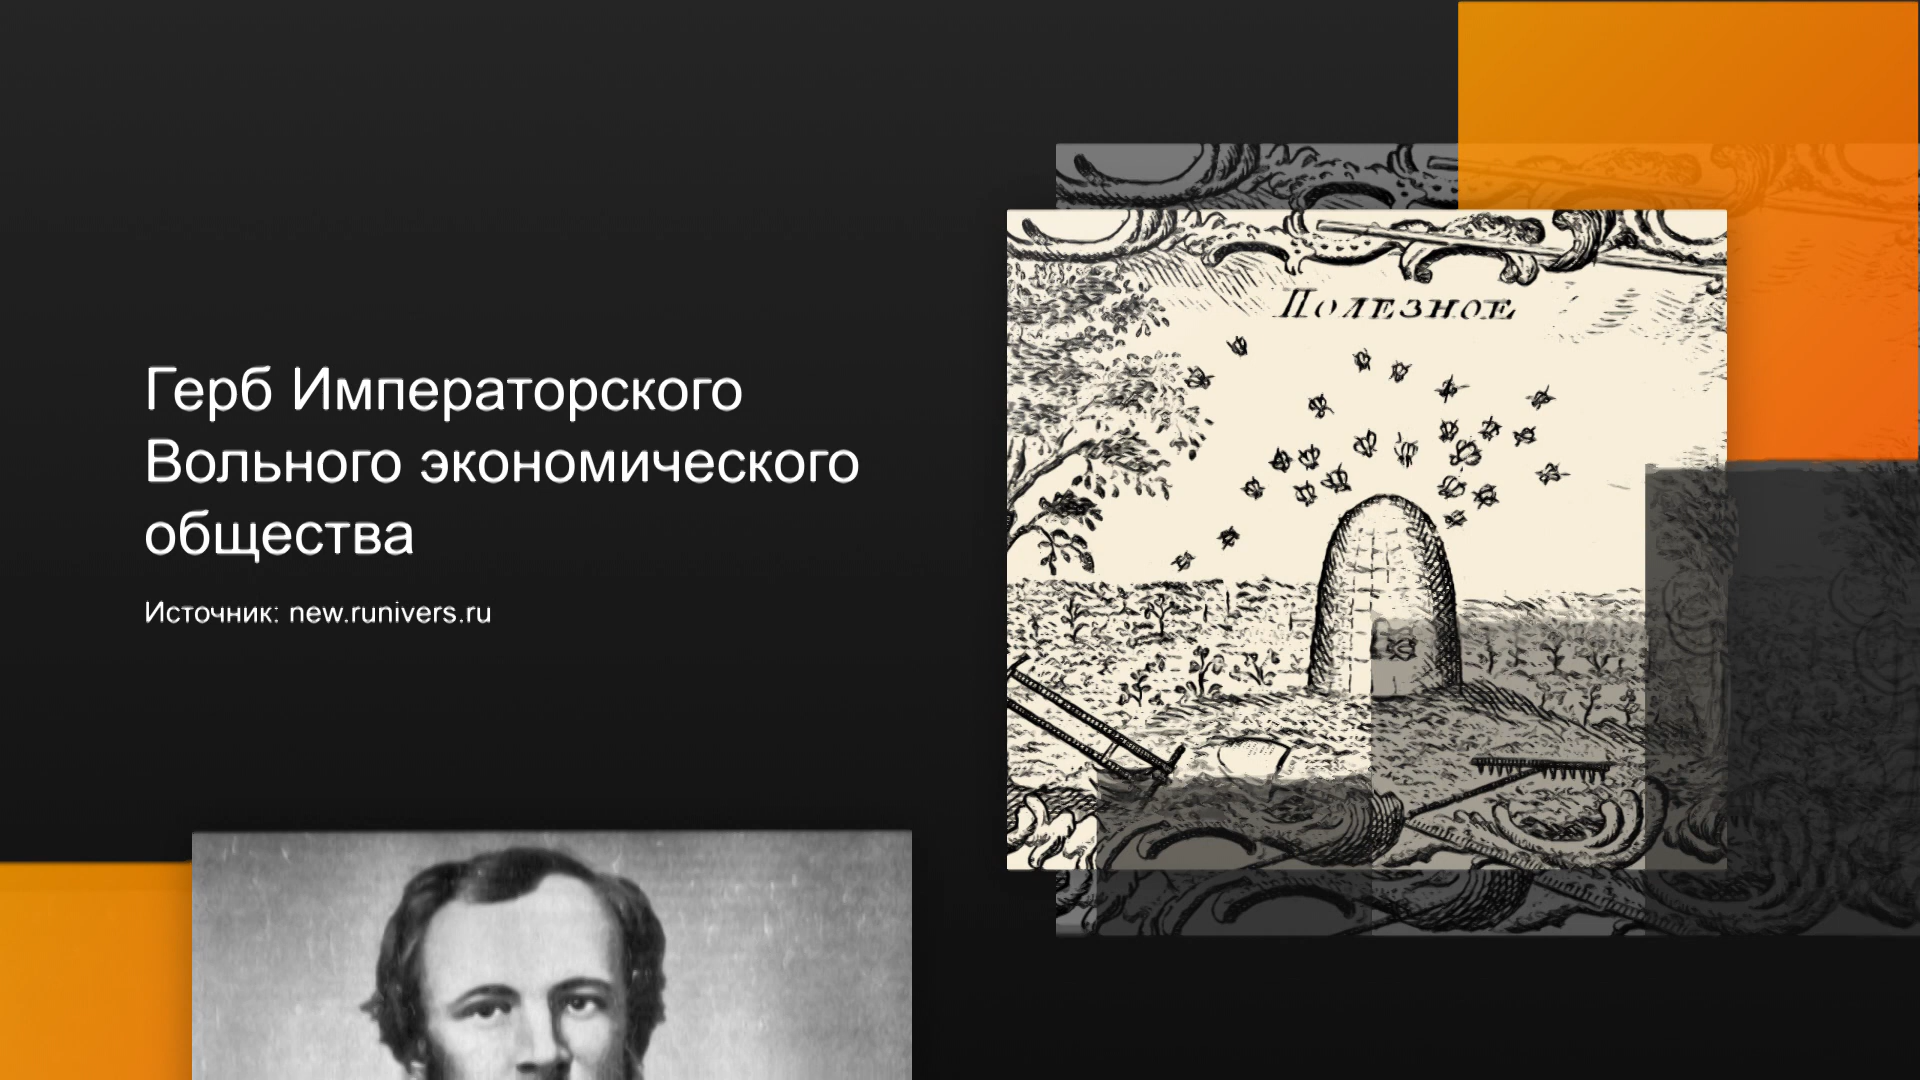 Герб Императорского
Вольного экономического
общества
Источник: new.runivers.ru
ПОЛЕЗНОЕ